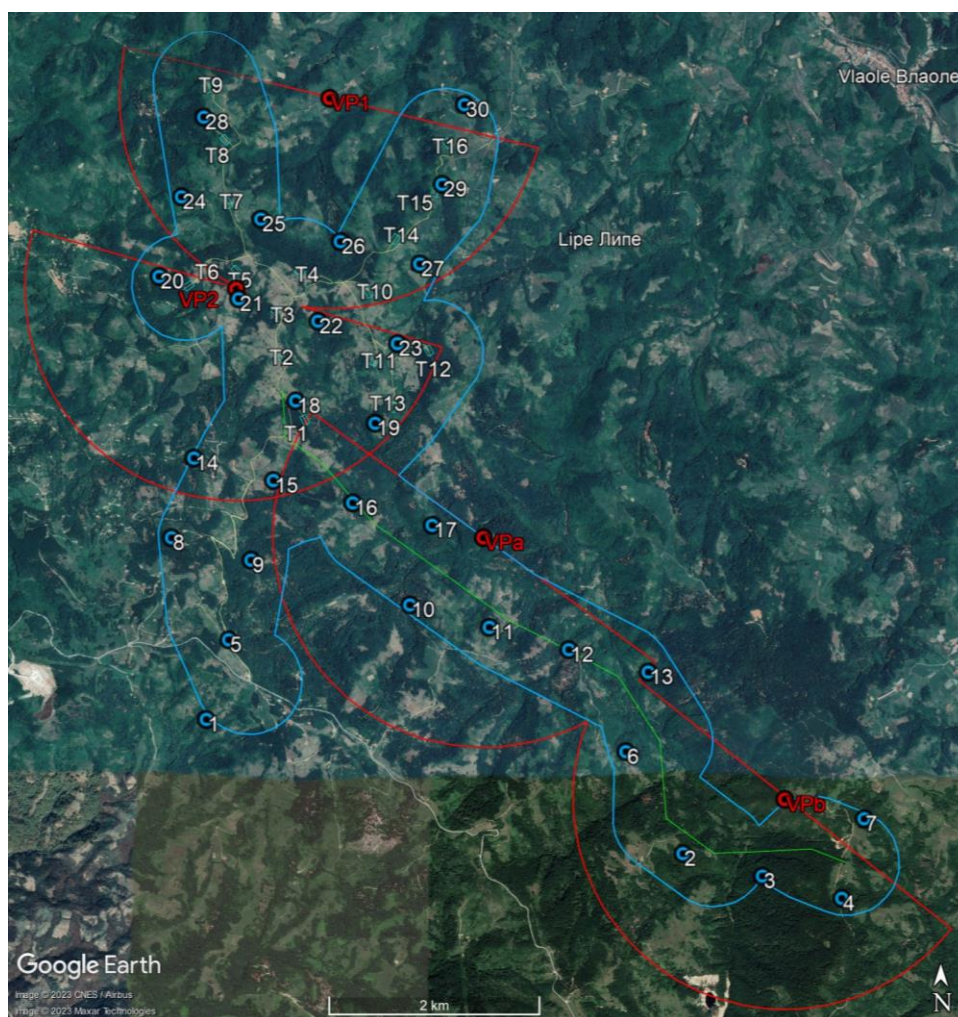 Vlaole Влаоле
T9
VP1
30
28
T16
T8
29
24
T7
T15
25
26
T14
Lipe Липе
27
T6
T5
T4
20
T10
VP2
21
T3
22
23
T2
T11
T12
18
T13
19
T1
14
15
16
17
8
VPa
9
10
11
5
12
13
1
6
VPb
7
2
3
4
Google Earth
Image © 2023 CNES / Airbus
Image © 2023 Maxar Technologies
2 km
N